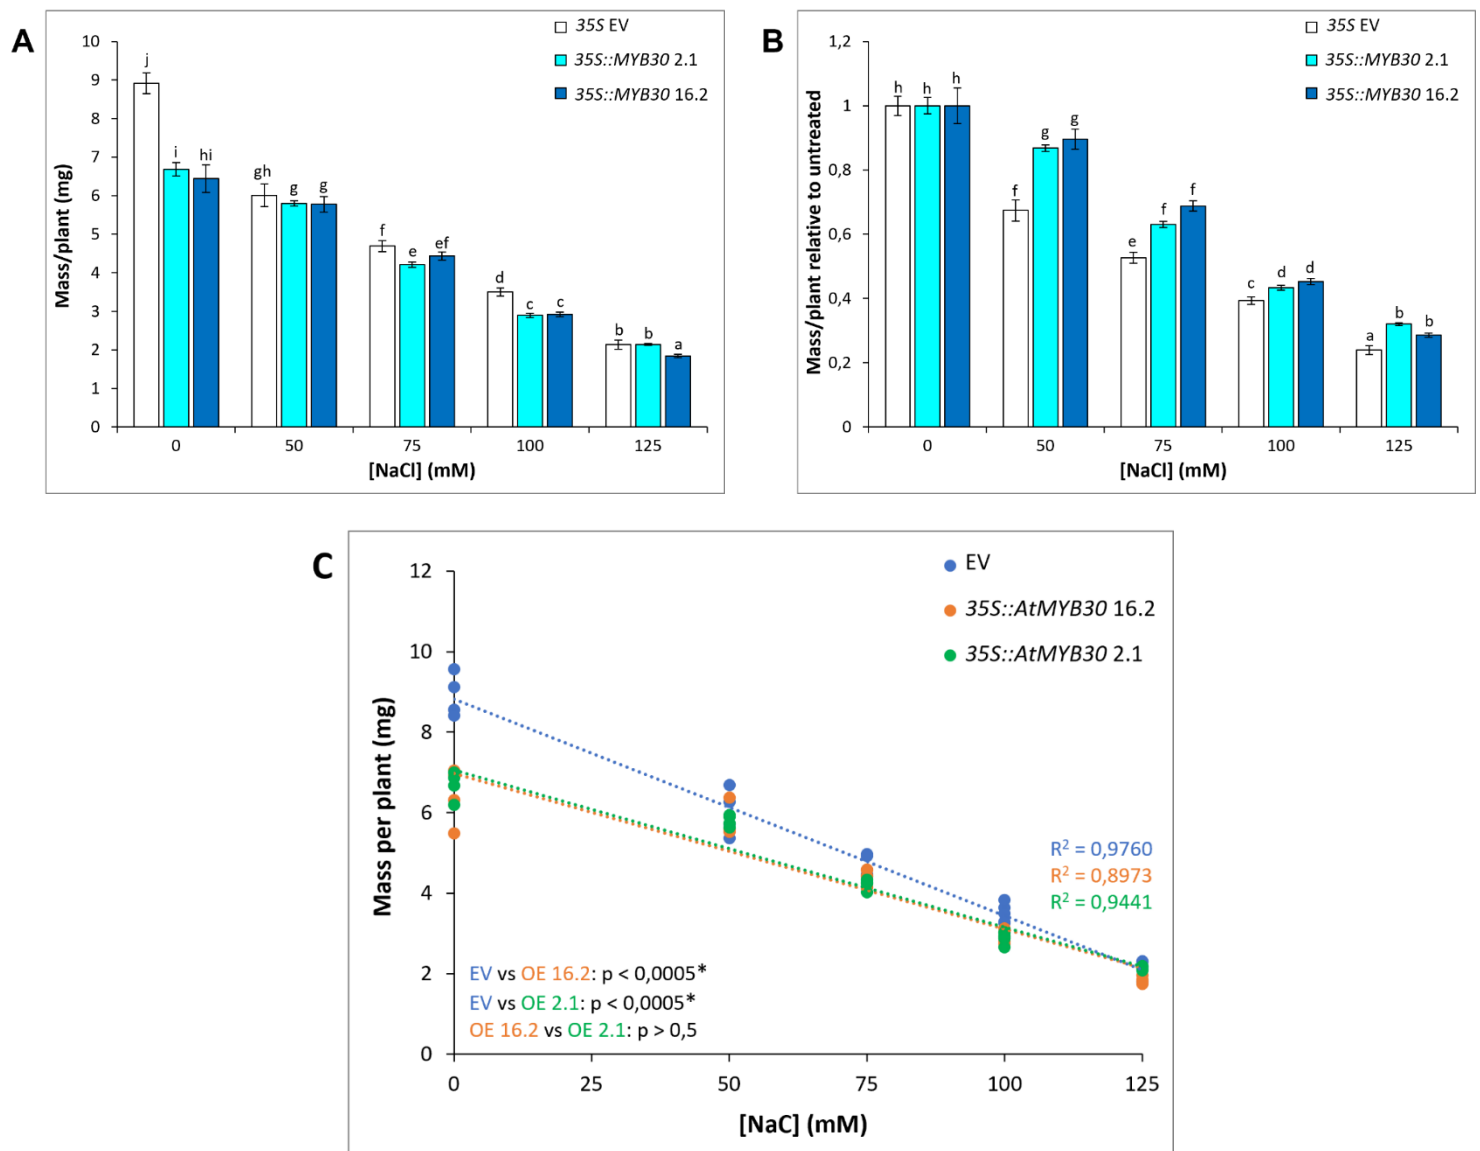 A
35S EV
35S::MYB30 2.1
35S::MYB30 16.2
Mass/plant (mg)
10
9
8
7
6
5
4
3
2
1
0
j
i
hi
gh
g
g
f
e
ef
d
c
c
b
b
a
0
50
75
100
125
[NaCl] (mM)
B
35S EV
35S::MYB30 2.1
35S::MYB30 16.2
Mass/plant relative to untreated
1,2
1
0,8
0,6
0,4
0,2
0
h
h
h
f
g
g
e
f
f
c
d
d
a
b
b
0
50
75
100
125
[NaCl] (mM)
C
EV
35S::AtMYB30 16.2
35S::AtMYB30 2.1
Mass per plant (mg)
12
10
8
6
4
2
0
R² = 0,9760
R² = 0,8973
R² = 0,9441
EV vs OE 16.2: p < 0,0005*
EV vs OE 2.1: p < 0,0005*
OE 16.2 vs OE 2.1: p > 0,5
0
25
50
75
100
125
[NaC] (mM)